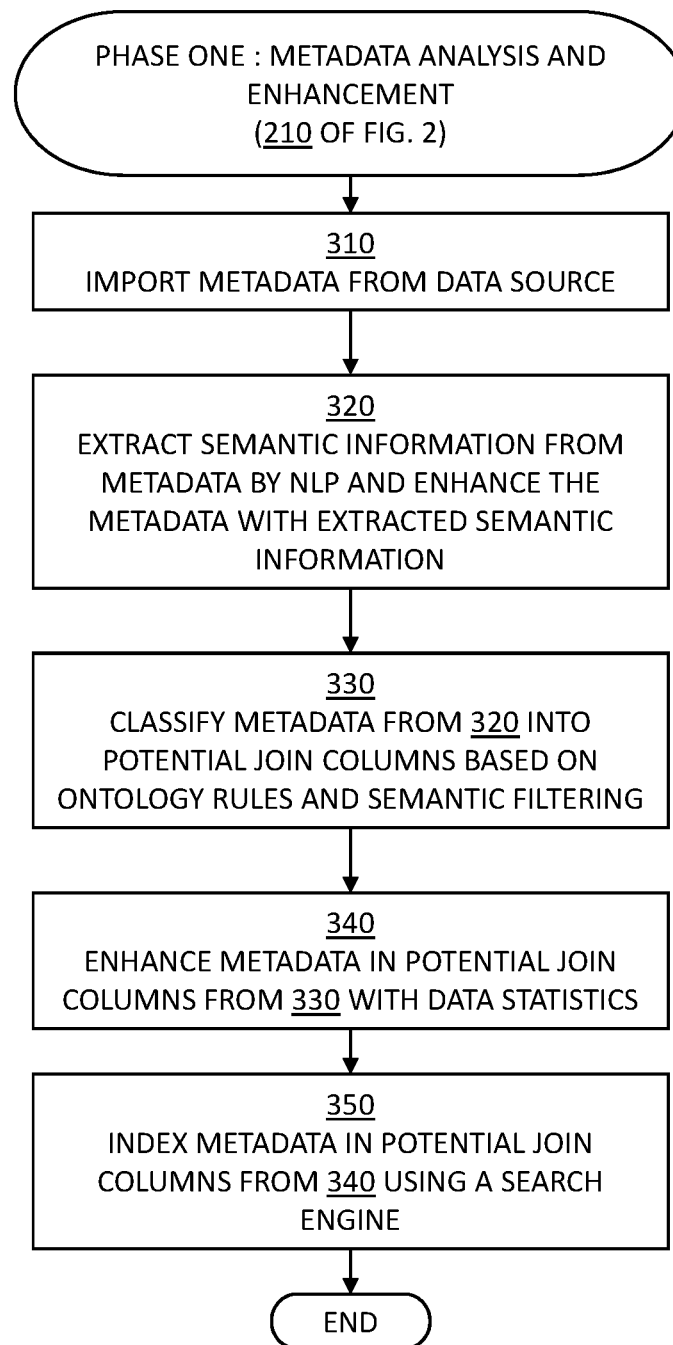 PHASE ONE : METADATA ANALYSIS AND
ENHANCEMENT
(210 OF FIG. 2)
310
IMPORT METADATA FROM DATA SOURCE
320
EXTRACT SEMANTIC INFORMATION FROM
METADATA BY NLP AND ENHANCE THE
METADATA WITH EXTRACTED SEMANTIC
INFORMATION
330
CLASSIFY METADATA FROM 320 INTO
POTENTIAL JOIN COLUMNS BASED ON
ONTOLOGY RULES AND SEMANTIC FILTERING
340
ENHANCE METADATA IN POTENTIAL JOIN
COLUMNS FROM 330 WITH DATA STATISTICS
350
INDEX METADATA IN POTENTIAL JOIN
COLUMNS FROM 340 USING A SEARCH
ENGINE
END